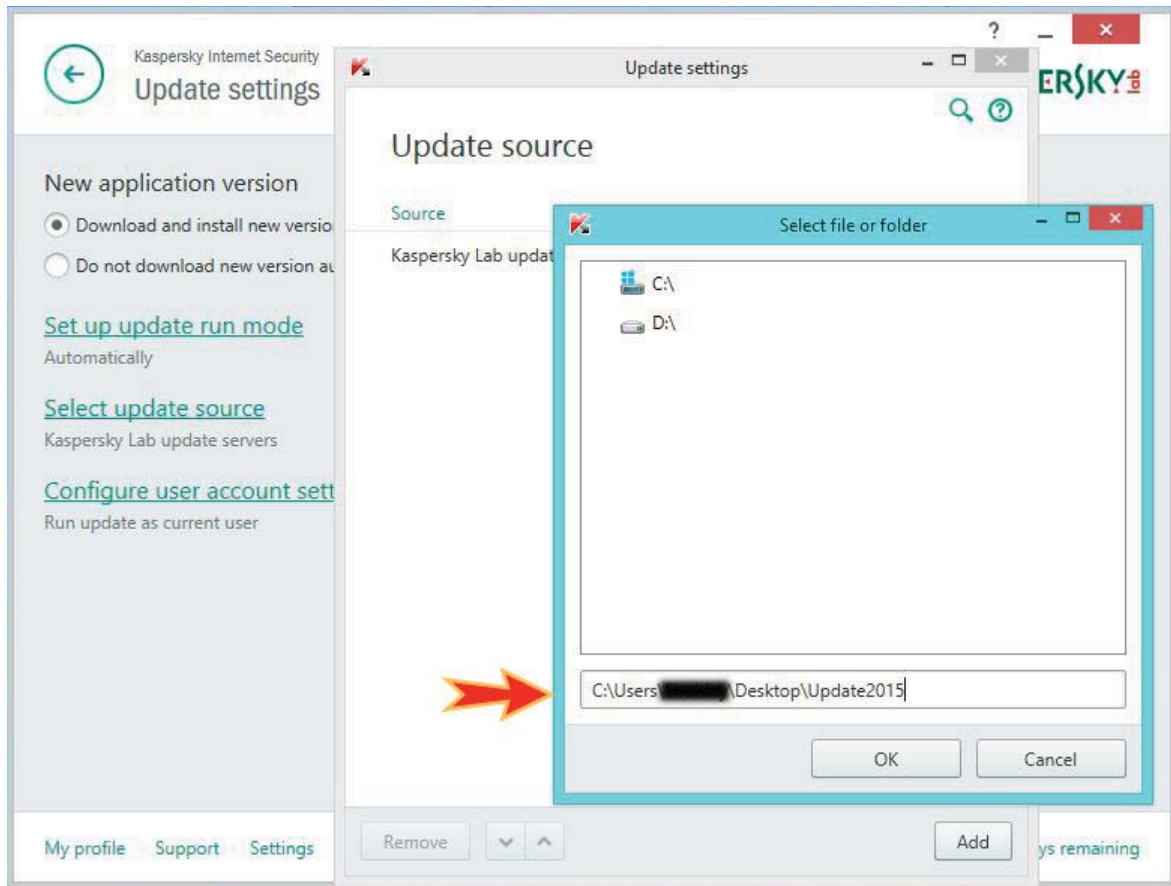 ?
Kaspersky Internet Security
Update settings
Update settings
ERSKY lab
Update source
New application version
Download and install new versio
Do not download new version au
Set up update run mode
Automatically
Select update source
Kaspersky Lab update servers
Configure user account sett
Run update as current user
Source
Kaspersky Lab updat
Select file or folder
C:\
D:\
C:\Users\ \Desktop\Update2015
OK
Cancel
Remove
Add
My profile
Support
Settings
ys remaining